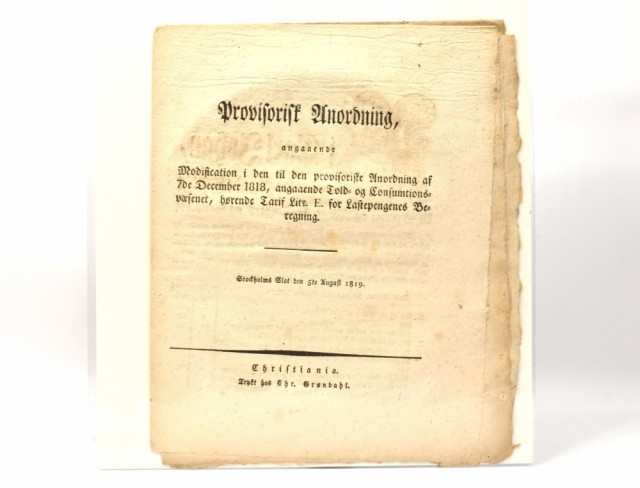 Provisorisk Anordning,
angaaende
Modification i den til den provisoriske Anordning af
7de December 1818, angaaende Told- og Consumtions-
væsenet, hørende Tarif Litr. E. for Lastepengenes Be-
regning.
Stockholms Slot den 5te August 1819.
Christiania.
Trykt hos Chr. Grøndahl.